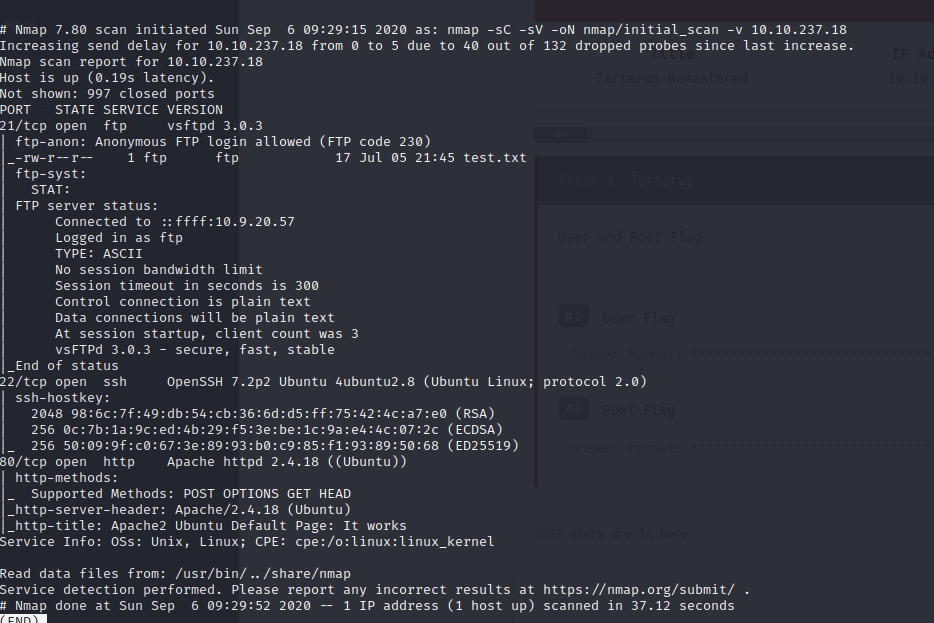 # Nmap 7.80 scan initiated Sun Sep  6 09:29:15 2020 as: nmap -sC -sV -oN nmap/initial_scan -v 10.10.237.18
Increasing send delay for 10.10.237.18 from 0 to 5 due to 40 out of 132 dropped probes since last increase.
Nmap scan report for 10.10.237.18
Host is up (0.19s latency).
Not shown: 997 closed ports
PORT   STATE SERVICE VERSION
21/tcp open  ftp     vsftpd 3.0.3
| ftp-anon: Anonymous FTP login allowed (FTP code 230)
|_-rw-r--r--    1 ftp      ftp            17 Jul 05 21:45 test.txt
| ftp-syst:
|   STAT:
| FTP server status:
|      Connected to ::ffff:10.9.20.57
|      Logged in as ftp
|      TYPE: ASCII
|      No session bandwidth limit
|      Session timeout in seconds is 300
|      Control connection is plain text
|      Data connections will be plain text
|      At session startup, client count was 3
|      vsFTPd 3.0.3 - secure, fast, stable
|_End of status
22/tcp open  ssh     OpenSSH 7.2p2 Ubuntu 4ubuntu2.8 (Ubuntu Linux; protocol 2.0)
| ssh-hostkey:
|   2048 98:6c:7f:49:db:54:cb:36:6d:d5:ff:75:42:4c:a7:e0 (RSA)
|   256 0c:7b:1a:9c:ed:4b:29:f5:3e:be:1c:9a:e4:4c:07:2c (ECDSA)
|_  256 50:09:9f:c0:67:3e:89:93:b0:c9:85:f1:93:89:50:68 (ED25519)
80/tcp open  http    Apache httpd 2.4.18 ((Ubuntu))
| http-methods:
|_  Supported Methods: POST OPTIONS GET HEAD
|_http-server-header: Apache/2.4.18 (Ubuntu)
|_http-title: Apache2 Ubuntu Default Page: It works
Service Info: OSs: Unix, Linux; CPE: cpe:/o:linux:linux_kernel

Read data files from: /usr/bin/../share/nmap
Service detection performed. Please report any incorrect results at https://nmap.org/submit/ .
# Nmap done at Sun Sep  6 09:29:52 2020 -- 1 IP address (1 host up) scanned in 37.12 seconds
(END)
Title
IP Ad
Tartarus-Remastered
10.10.
Tartarus
User and Root Flag
User Flag
Answer format:
#2
Root Flag
Answer format:
users are in here